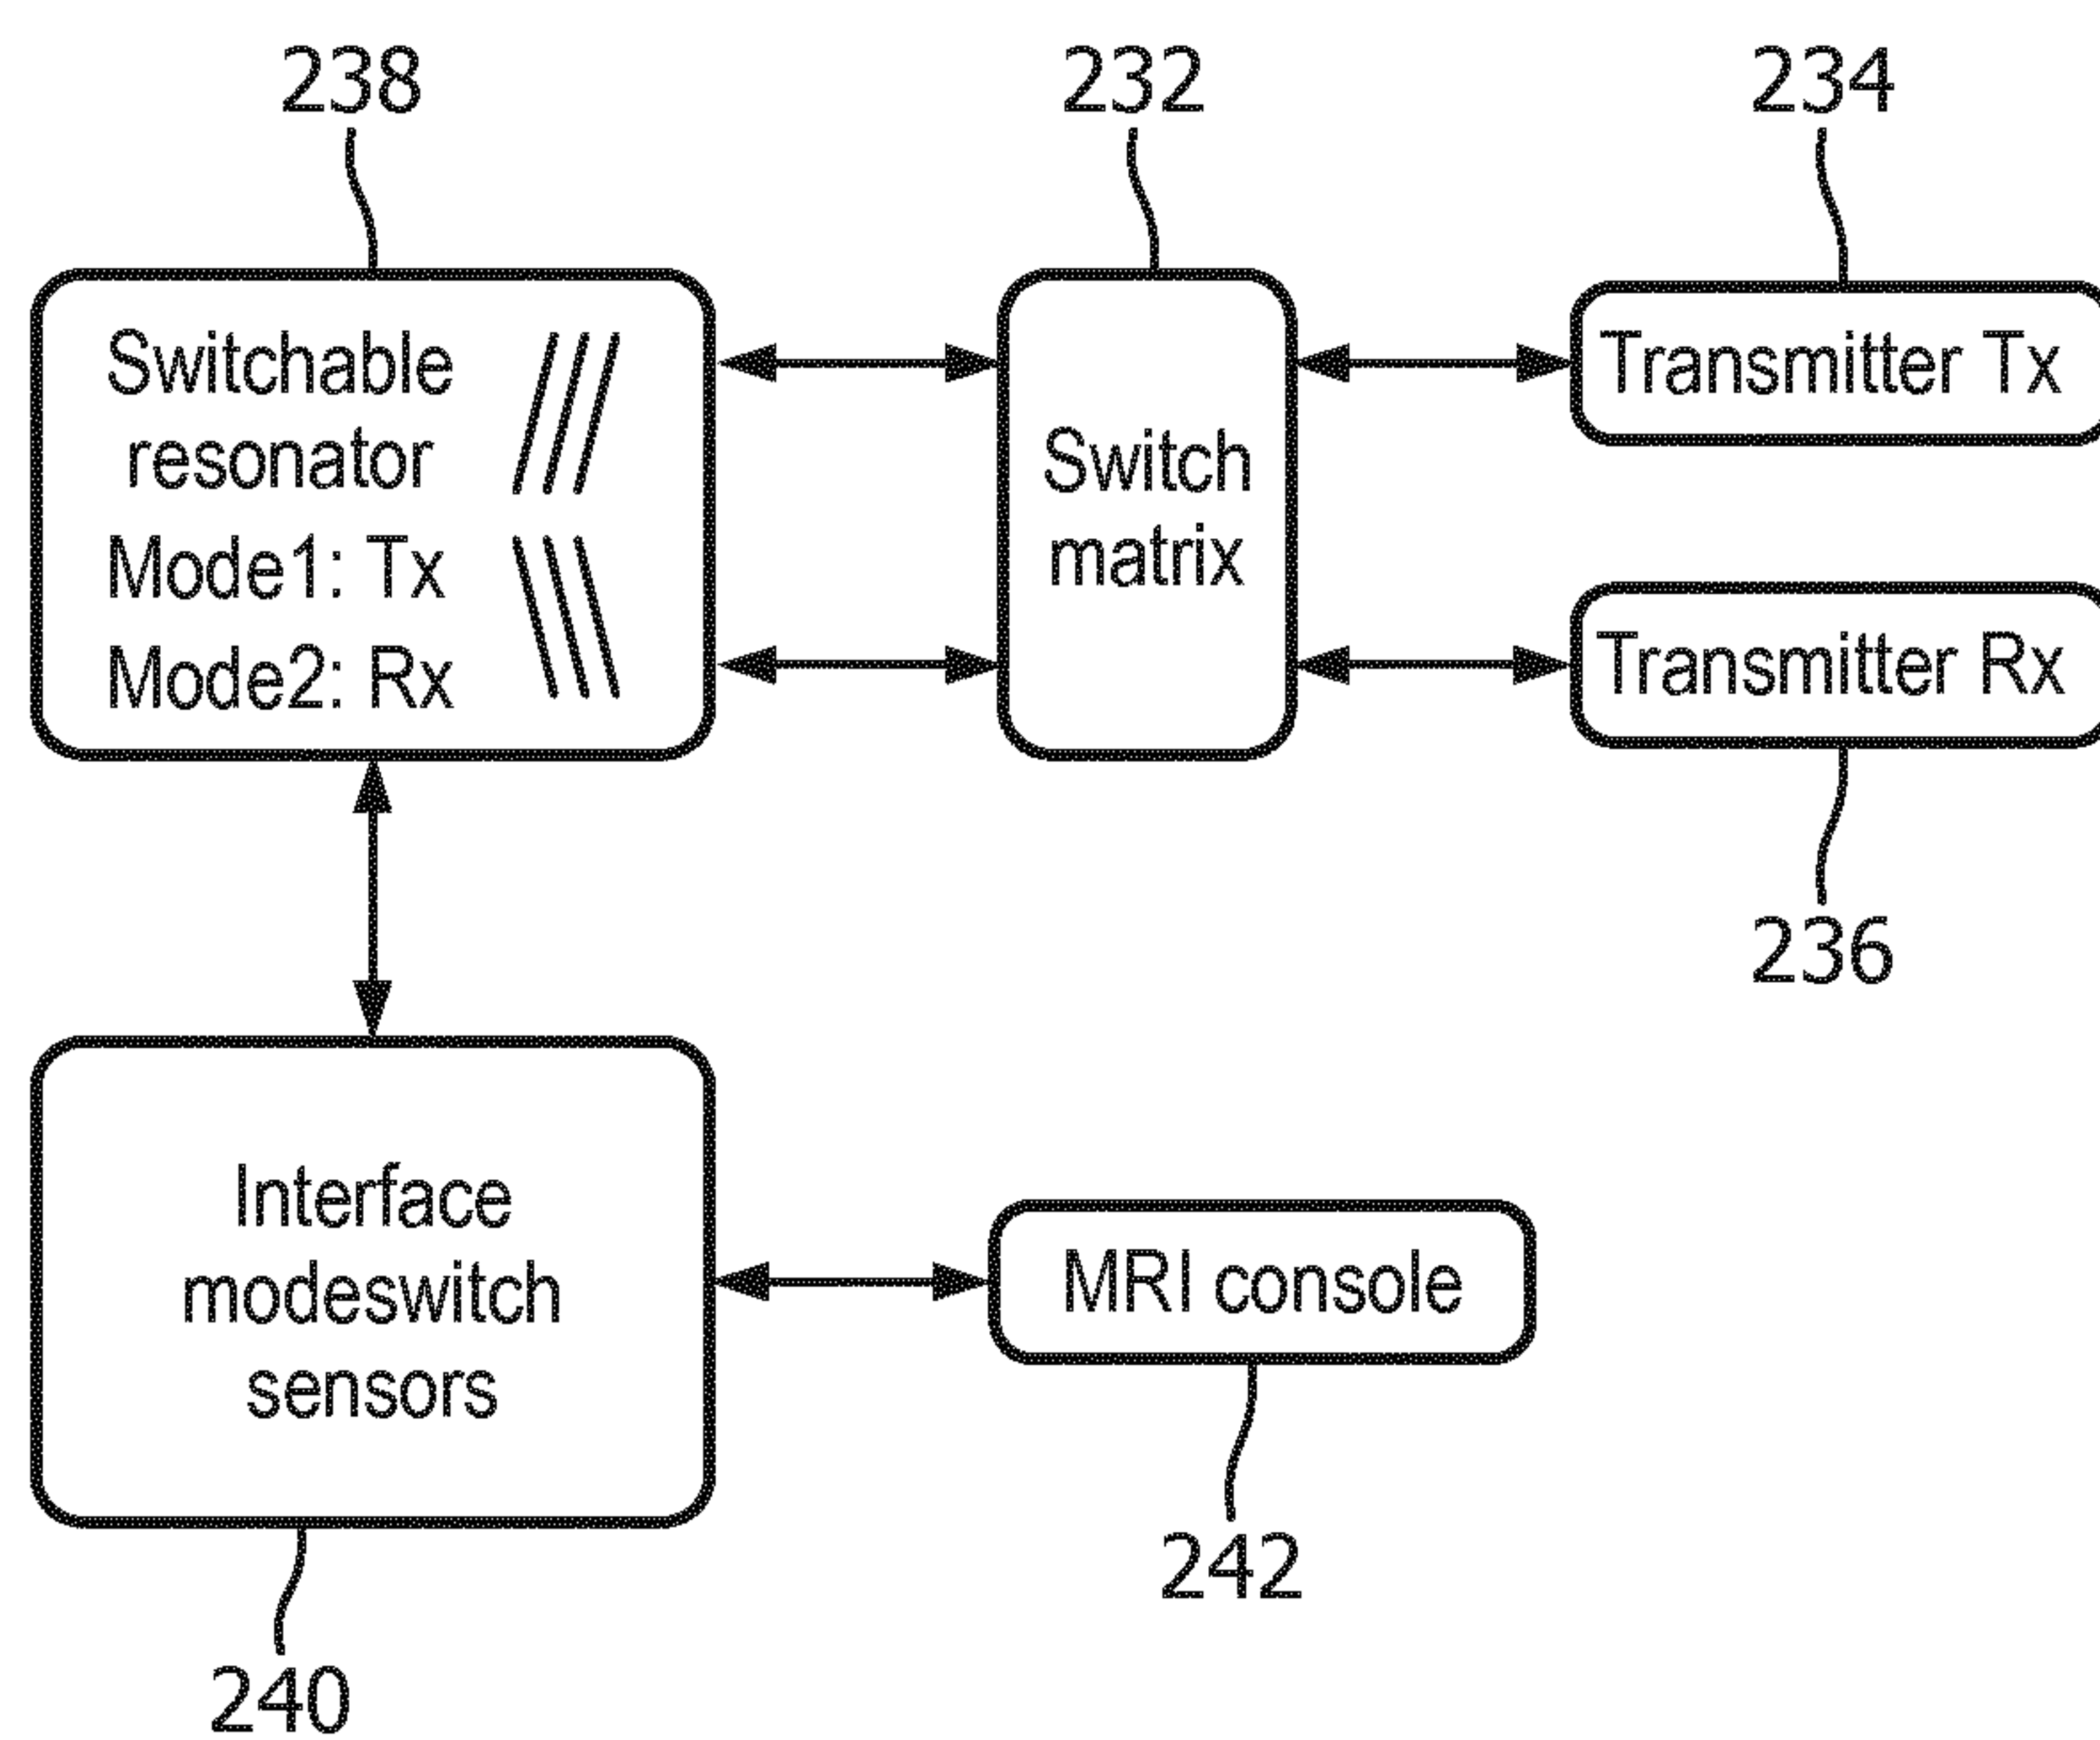 238
232
234
Switchable
resonator
Mode1: Tx
Mode2: Rx
Switch
matrix
Transmitter Tx
Transmitter Rx
236
Interface
modeswitch
sensors
MRI console
242
240